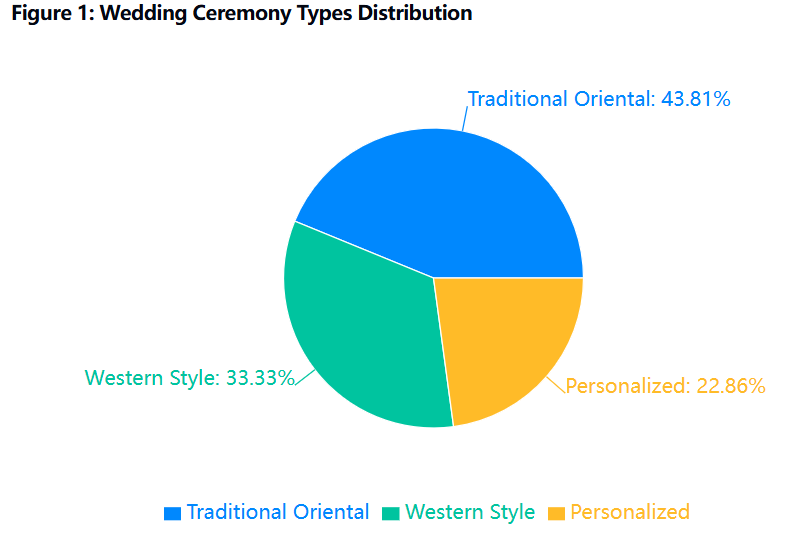 Figure 1: Wedding Ceremony Types Distribution
Traditional Oriental: 43.81%
Western Style: 33.33%
Personalized: 22.86%
Traditional Oriental Western Style Personalized